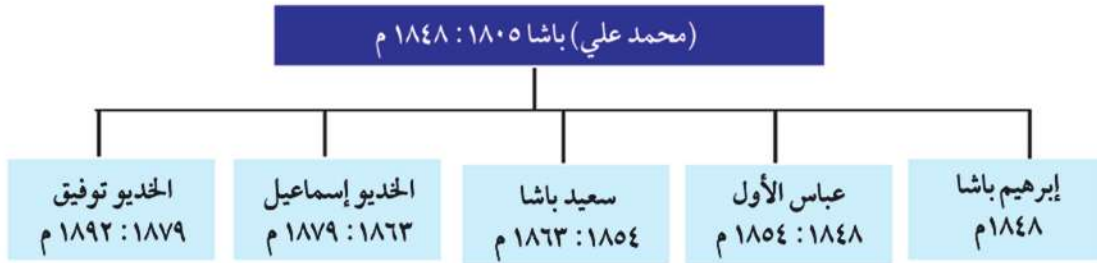 (محمد علي) باشا ١٨٠٥ : ١٨٤٨ م
إبرهيم باشا
١٨٤٨م
عباس الأول
١٨٤٨ : ١٨٥٤ م
سعيد باشا
١٨٥٤ : ١٨٦٣ م
الخديو إسماعيل
١٨٦٣ : ١٨٧٩ م
الخديو توفيق
١٨٧٩ : ١٨٩٢ م